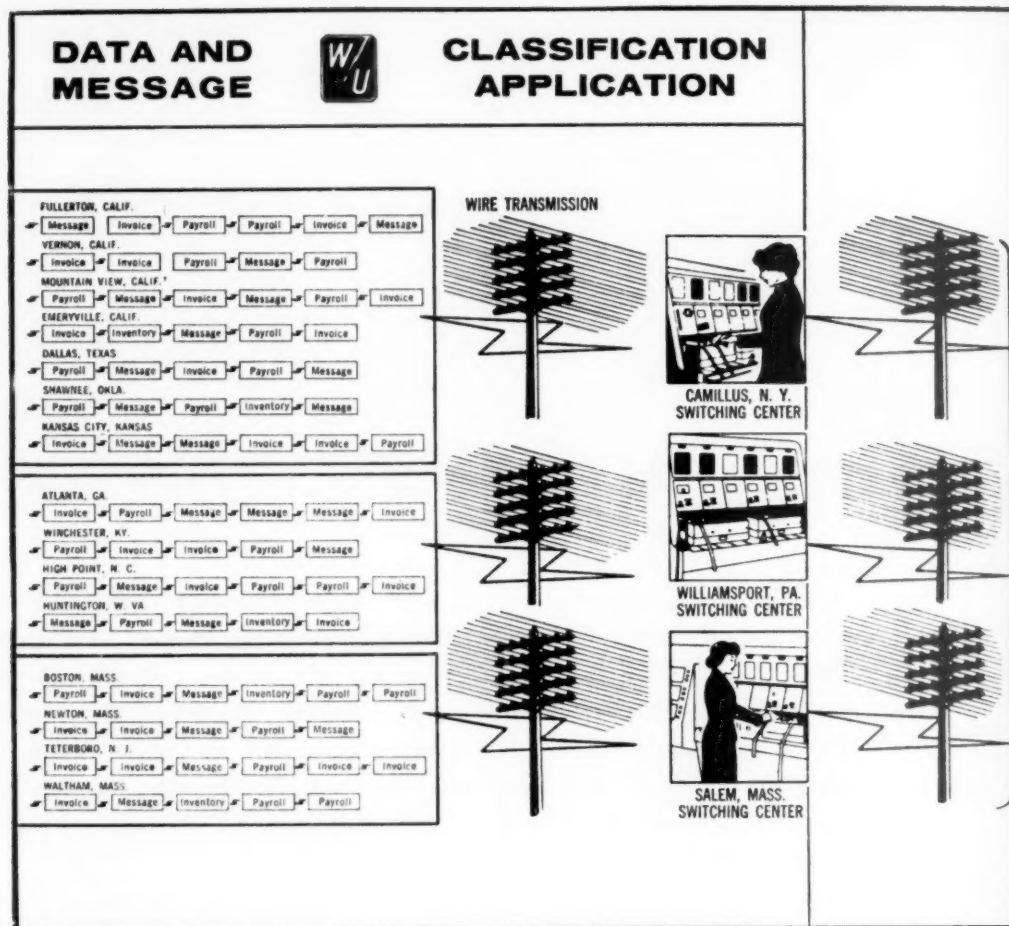 DATA AND
MESSAGE
W/U
CLASSIFICATION
APPLICATION
FULLERTON, CALIF.
Message Invoice Payroll Payroll Invoice Message
VERNON, CALIF.
Invoice Invoice Payroll Message Payroll
MOUNTAIN VIEW, CALIF.
Payroll Message Invoice Message Payroll Invoice
EMERYVILLE, CALIF.
Invoice Inventory Message Payroll Invoice
DALLAS, TEXAS
Payroll Message Invoice Payroll Message
SHAWNEE, OKLA.
Payroll Message Payroll Inventory Message
KANSAS CITY, KANSAS
Invoice Message Message Invoice Invoice Payroll
ATLANTA, GA.
Invoice Payroll Message Message Message Invoice
WINCHESTER, KY.
Payroll Invoice Invoice Payroll Message
HIGH POINT, N. C.
Payroll Message Invoice Payroll Payroll Invoice
HUNTINGTON, W. VA
Message Payroll Message Inventory Invoice
BOSTON, MASS.
Payroll Invoice Message Inventory Payroll Payroll
NEWTON, MASS.
Invoice Invoice Message Payroll Message
TETERBORO, N. J.
Invoice Invoice Message Payroll Invoice Invoice
WALTHAM, MASS.
Invoice Message Inventory Payroll Payroll
WIRE TRANSMISSION
CAMILLUS, N. Y.
SWITCHING CENTER
WILLIAMSPORT, PA.
SWITCHING CENTER
SALEM, MASS.
SWITCHING CENTER